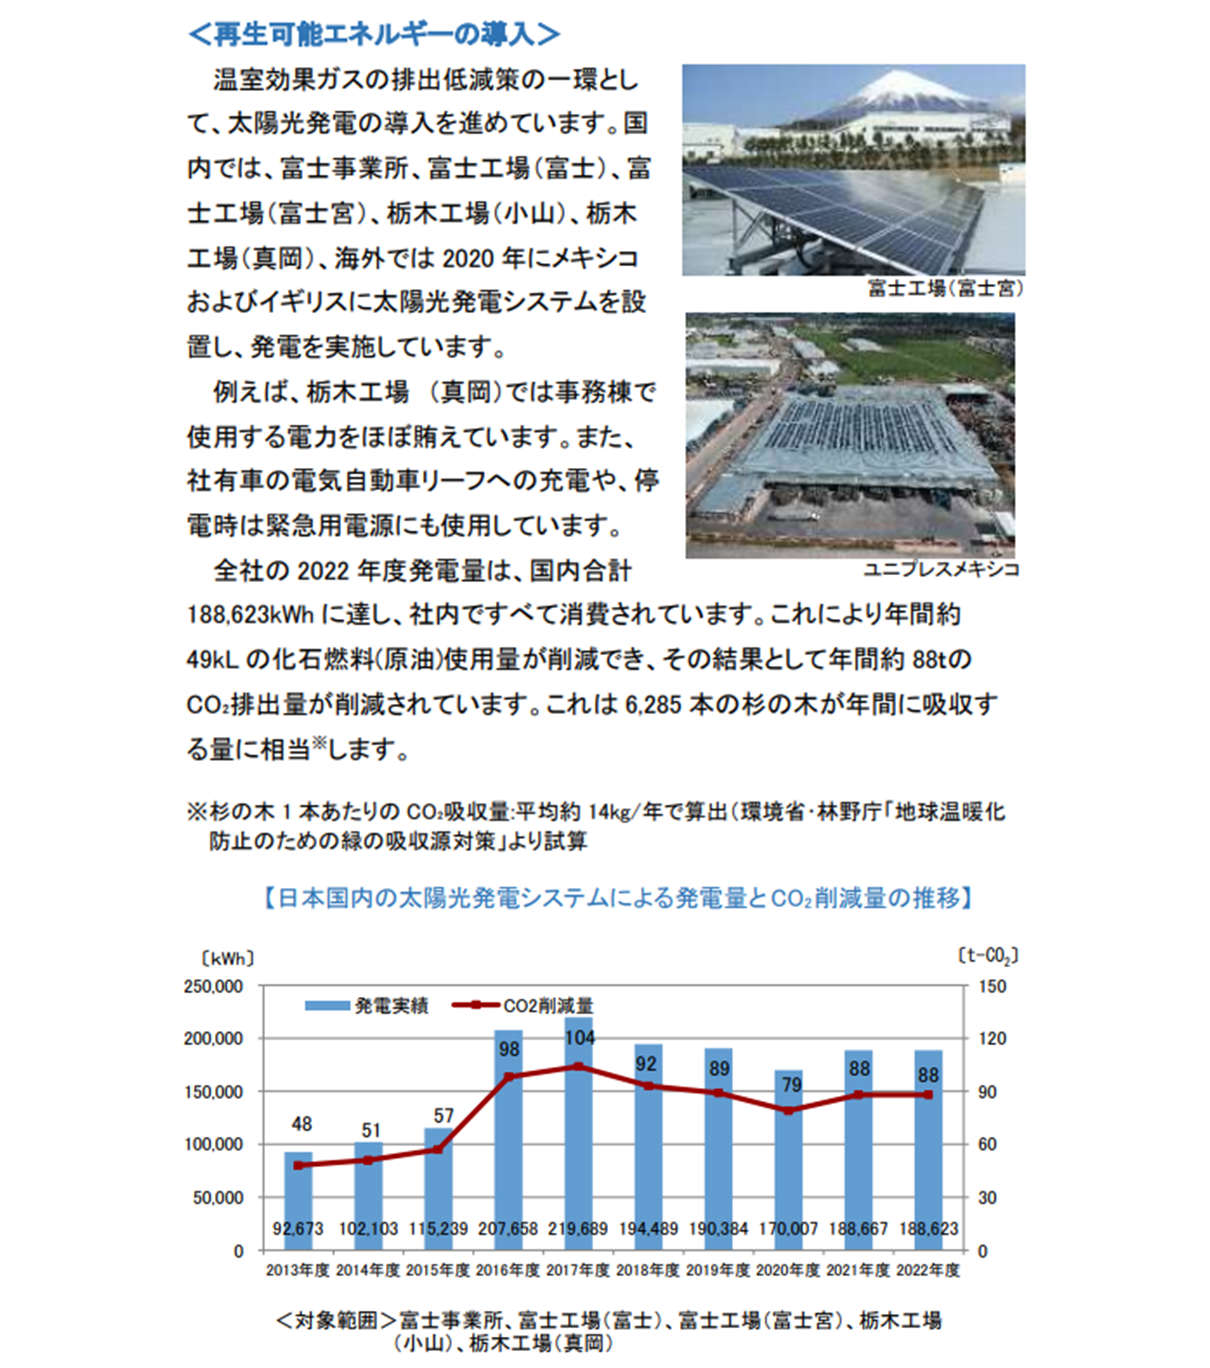 ＜再生可能エネルギーの導入＞
温室効果ガスの排出低減策の一環とし
て、太陽光発電の導入を進めています。国
内では、富士事業所、富士工場（富士）、富
士工場（富士宮）、栃木工場（小山）、栃木
工場（真岡）、海外では 2020 年にメキシコ
およびイギリスに太陽光発電システムを設
置し、発電を実施しています。
例えば、栃木工場 （真岡）では事務棟で
使用する電力をほぼ賄えています。また、
社有車の電気自動車リーフへの充電や、停
電時は緊急用電源にも使用しています。
富士工場（富士宮）
ユニプレスメキシコ
全社の 2022 年度発電量は、国内合計
188,623kWh に達し、社内ですべて消費されています。これにより年間約
49kL の化石燃料(原油)使用量が削減でき、その結果として年間約 88tの
CO₂排出量が削減されています。これは 6,285 本の杉の木が年間に吸収す
る量に相当※します。
※杉の木 1 本あたりの CO₂吸収量:平均約 14kg/年で算出（環境省・林野庁「地球温暖化
防止のための緑の吸収源対策」より試算
【日本国内の太陽光発電システムによる発電量とCO₂削減量の推移】
〔kWh〕 〔t-CO₂〕
250,000 150
発電実績 CO2削減量
200,000 120
150,000 90
100,000 60
50,000 30
0 0
48 51 57 98 104 92 89 79 88 88
92,673 102,103 115,239 207,658 219,689 194,489 190,384 170,007 188,667 188,623
2013年度 2014年度 2015年度 2016年度 2017年度 2018年度 2019年度 2020年度 2021年度 2022年度
＜対象範囲＞富士事業所、富士工場（富士）、富士工場（富士宮）、栃木工場
（小山）、栃木工場（真岡）